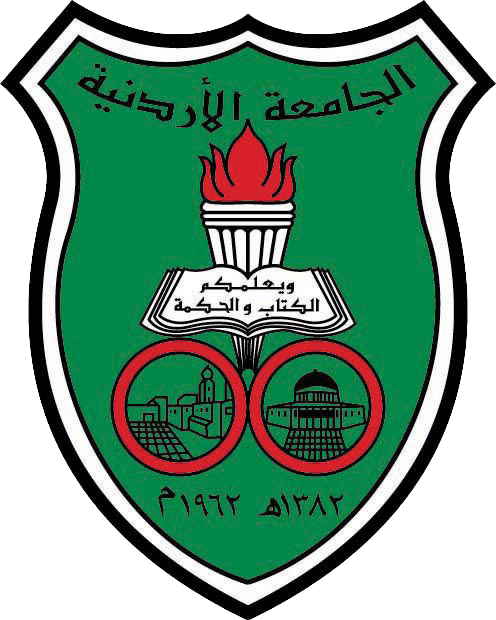 الجامعة الأردنية
ويعلمكم
الكتاب والحكمة
١٣٨٢هـ ١٩٦٢م